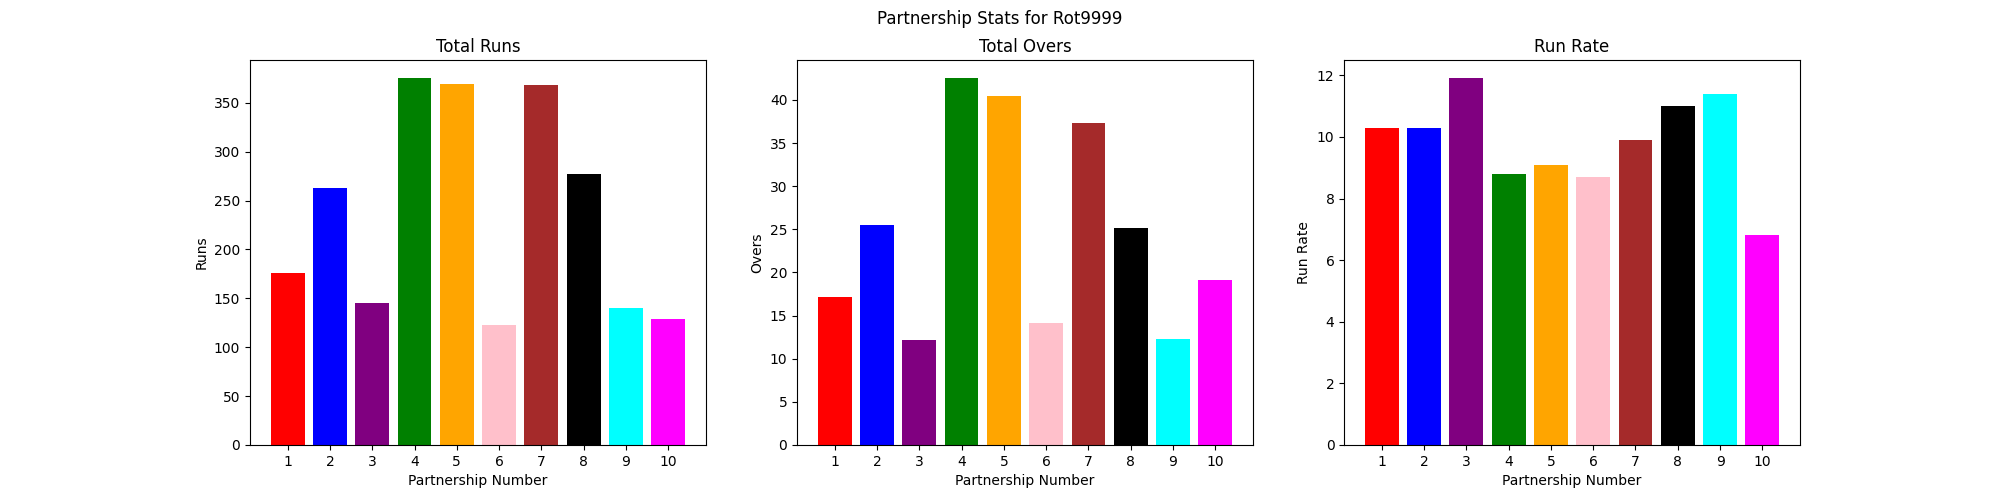 Partnership Stats for Rot9999
Total Runs
350
300
250
200
150
100
50
0
Runs
1 2 3 4 5 6 7 8 9 10
Partnership Number
Total Overs
40
35
30
25
20
15
10
5
0
Overs
1 2 3 4 5 6 7 8 9 10
Partnership Number
Run Rate
12
10
8
6
4
2
0
Run Rate
1 2 3 4 5 6 7 8 9 10
Partnership Number